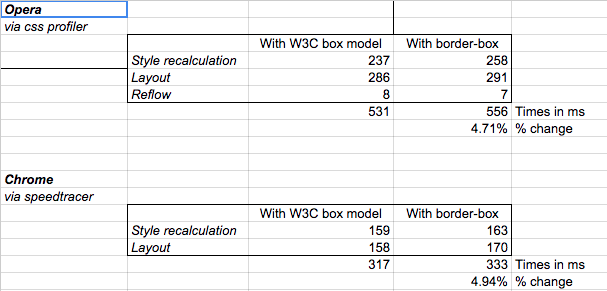 Opera
via css profiler
With W3C box model With border-box
Style recalculation 237 258
Layout 286 291
Reflow 8 7
531 556 Times in ms
4.71% % change
Chrome
via speedtracer
With W3C box model With border-box
Style recalculation 159 163
Layout 158 170
317 333 Times in ms
4.94% % change